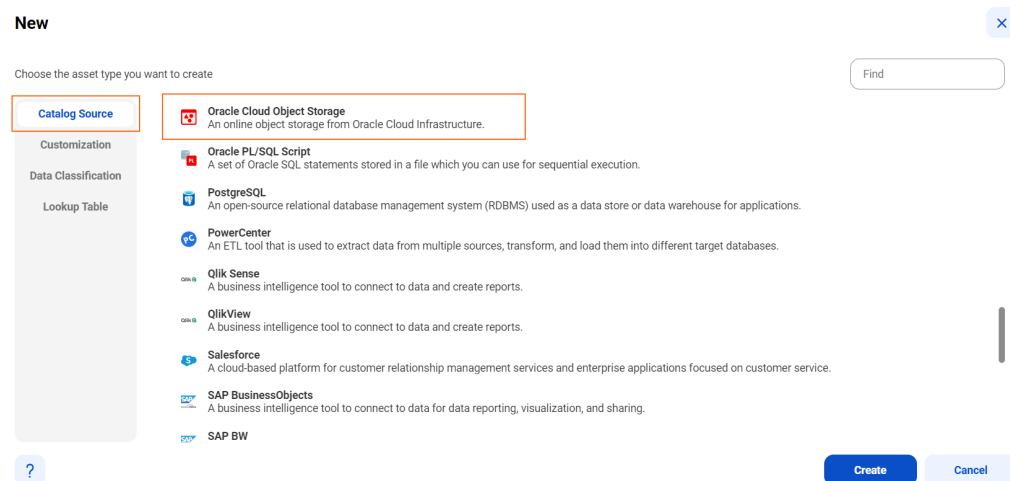 New
Choose the asset type you want to create
Find
Catalog Source
Customization
Data Classification
Lookup Table
Oracle Cloud Object Storage
An online object storage from Oracle Cloud Infrastructure.
Oracle PL/SQL Script
A set of Oracle SQL statements stored in a file which you can use for sequential execution.
PostgreSQL
An open-source relational database management system (RDBMS) used as a data store or data warehouse for applications.
PowerCenter
An ETL tool that is used to extract data from multiple sources, transform, and load them into different target databases.
Qlik Sense
A business intelligence tool to connect to data and create reports.
QlikView
A business intelligence tool to connect to data and create reports.
Salesforce
A cloud-based platform for customer relationship management services and enterprise applications focused on customer service.
SAP BusinessObjects
A business intelligence tool to connect to data for data reporting, visualization, and sharing.
SAP BW
?
Create
Cancel